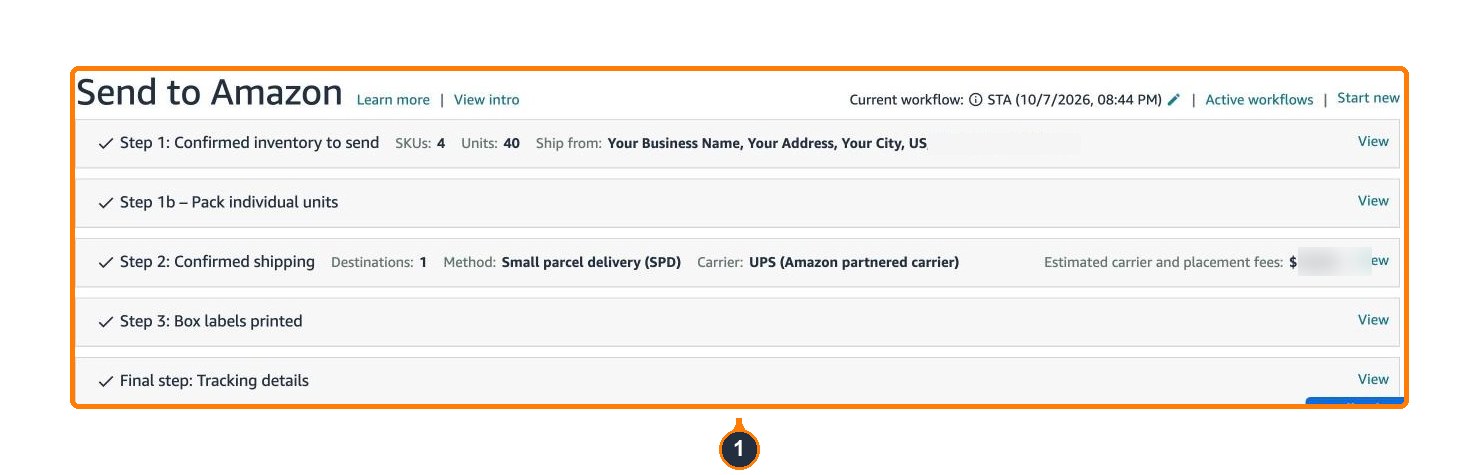 Send to Amazon Learn more | View intro Current workflow: STA (10/7/2026, 08:44 PM) | Active workflows | Start new
Step 1: Confirmed inventory to send SKUs: 4 Units: 40 Ship from: Your Business Name, Your Address, Your City, US View
Step 1b – Pack individual units View
Step 2: Confirmed shipping Destinations: 1 Method: Small parcel delivery (SPD) Carrier: UPS (Amazon partnered carrier) Estimated carrier and placement fees: $ ew
Step 3: Box labels printed View
Final step: Tracking details View
1